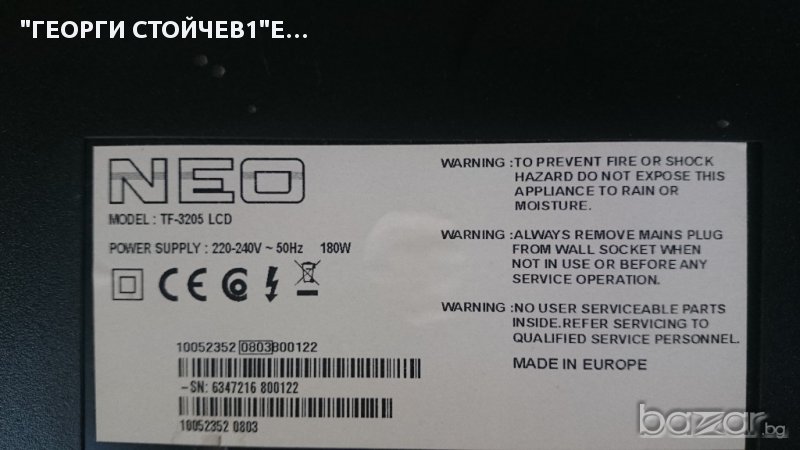 "ГЕОРГИ СТОЙЧЕВ1"Е...
NEO
MODEL : TF-3205 LCD
POWER SUPPLY : 220-240V ~ 50Hz 180W
CE
10052352 0803 800122
-SN: 6347216 800122
10052352 0803
WARNING :TO PREVENT FIRE OR SHOCK
HAZARD DO NOT EXPOSE THIS
APPLIANCE TO RAIN OR
MOISTURE.
WARNING :ALWAYS REMOVE MAINS PLUG
FROM WALL SOCKET WHEN
NOT IN USE OR BEFORE ANY
SERVICE OPERATION.
WARNING :NO USER SERVICEABLE PARTS
INSIDE.REFER SERVICING TO
QUALIFIED SERVICE PERSONNEL.
MADE IN EUROPE
bazar.bg